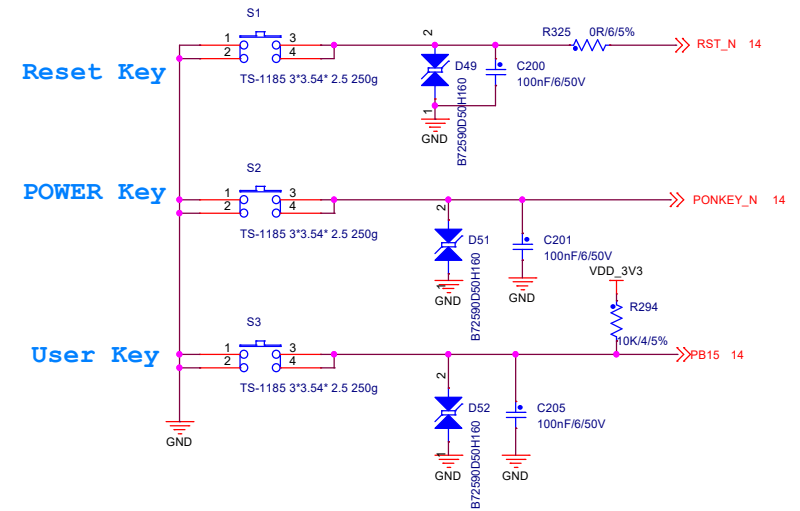 S1
R325 0R/6/5%
1 3
2 4
2
RST_N 14
Reset Key
D49
C200
TS-1185 3*3.54* 2.5 250g
100nF/6/50V
1
GND
B72590D50H160
S2
POWER Key
1 3
2 4
2
PONKEY_N 14
TS-1185 3*3.54* 2.5 250g
D51
C201
100nF/6/50V
VDD_3V3
1
GND
GND
B72590D50H160
R294
S3
10K/4/5%
User Key
1 3
2 4
2
PB15 14
TS-1185 3*3.54* 2.5 250g
D52
C205
100nF/6/50V
GND
1
GND
GND
B72590D50H160